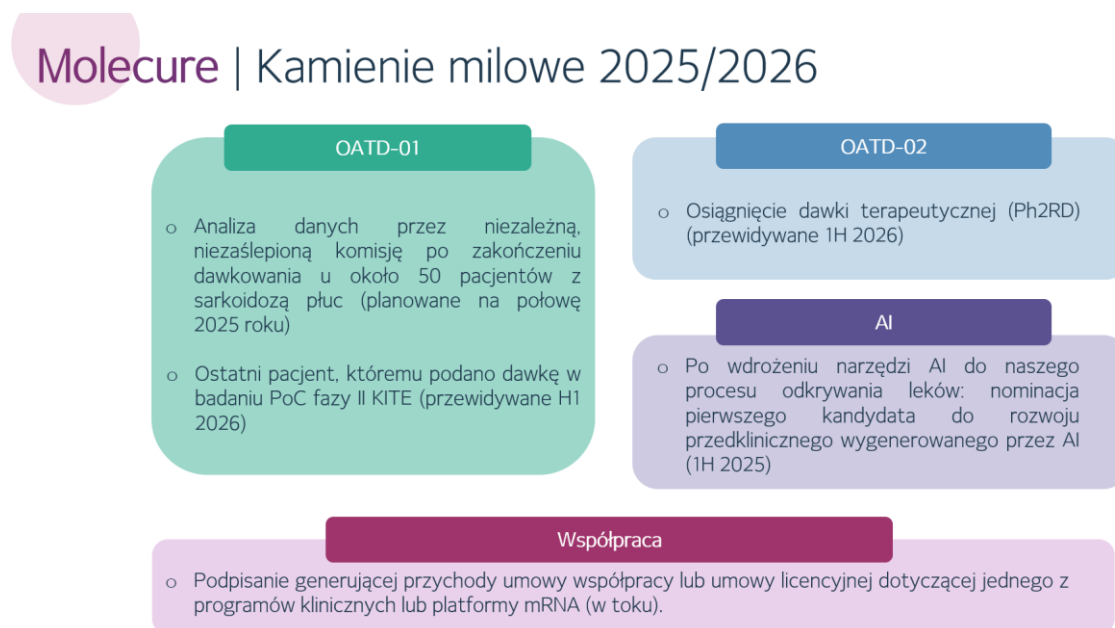 Molecure | Kamienie milowe 2025/2026
OATD-01
o Analiza danych przez niezależną,
niezaślepioną komisję po zakończeniu
dawkowania u około 50 pacjentów z
sarkoidozą płuc (planowane na połowę
2025 roku)
o Ostatni pacjent, któremu podano dawkę w
badaniu PoC fazy II KITE (przewidywane H1
2026)
OATD-02
o Osiągnięcie dawki terapeutycznej (Ph2RD)
(przewidywane 1H 2026)
AI
o Po wdrożeniu narzędzi AI do naszego
procesu odkrywania leków: nominacja
pierwszego kandydata do rozwoju
przedklinicznego wygenerowanego przez AI
(1H 2025)
Współpraca
o Podpisanie generującej przychody umowy współpracy lub umowy licencyjnej dotyczącej jednego z
programów klinicznych lub platformy mRNA (w toku).